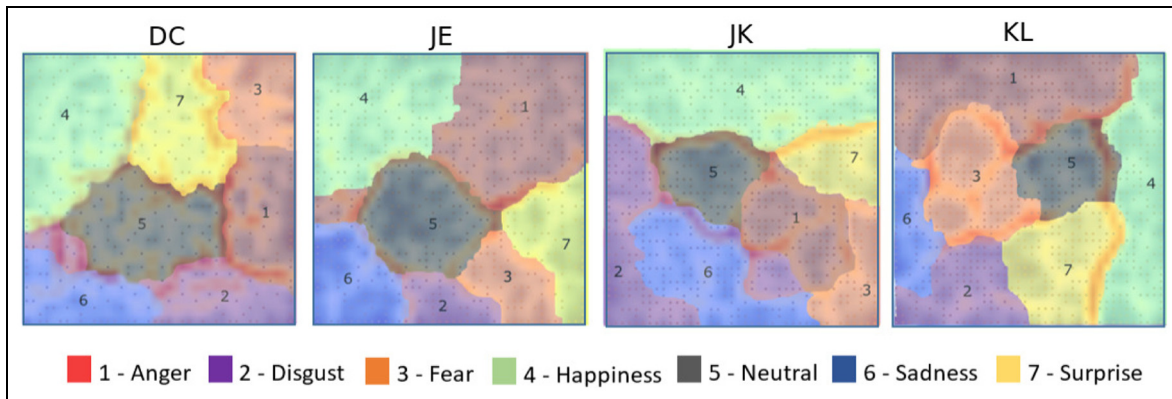 DC JE JK KL
4 7 3 4 1 4 1
5 1 5 5 7 3 5 4
6 2 6 2 3 7 2 6 1 3 6 2 7
1 - Anger 2 - Disgust 3 - Fear 4 - Happiness 5 - Neutral 6 - Sadness 7 - Surprise